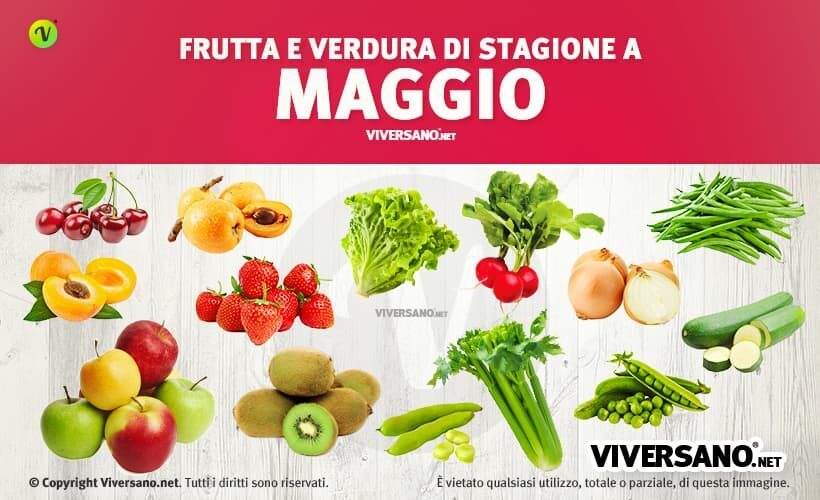 V
FRUTTA E VERDURA DI STAGIONE A
MAGGIO
VIVERSANO.NET
VIVERSANO.NET
VIVERSANO.NET
© Copyright Viversano.net. Tutti i diritti sono riservati.
È vietato qualsiasi utilizzo, totale o parziale, di questa immagine.